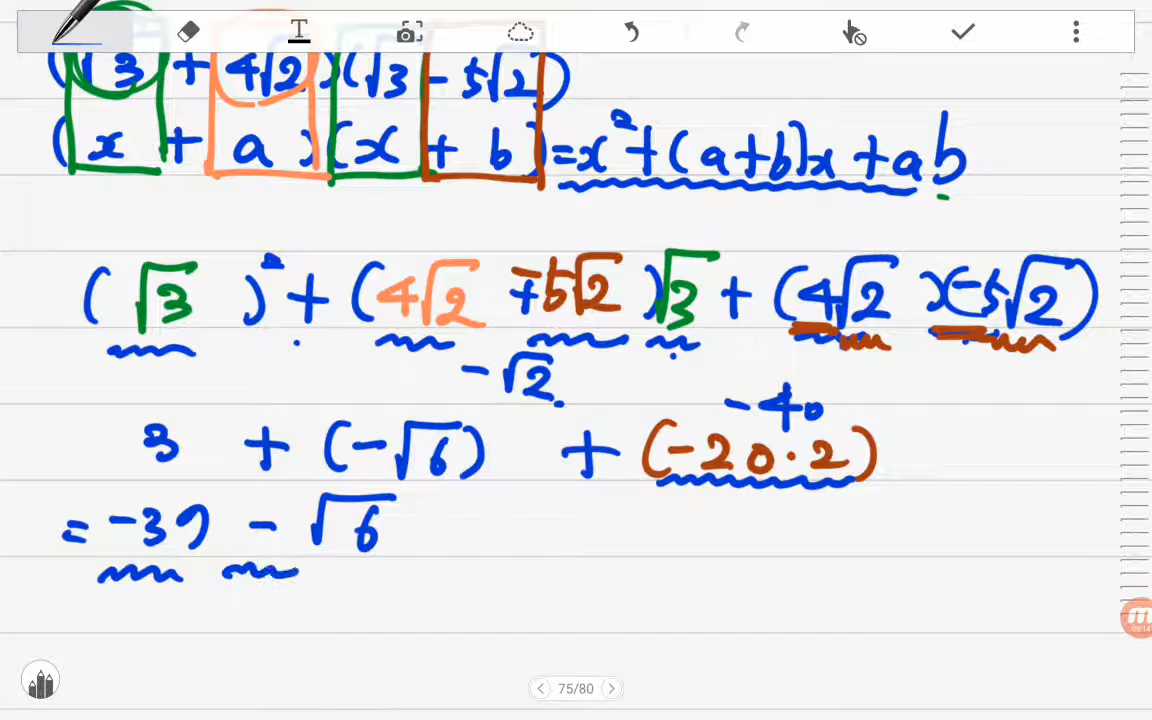 T
(√3 + 4√2)(√3 - 5√2)
(x + a)(x + b) = x² + (a+b)x + ab
(√3)² + (4√2 + -5√2)√3 + (4√2)(-5√2)
-√2
-40
3 + (-√6) + (-20·2)
= -37 - √6
75/80